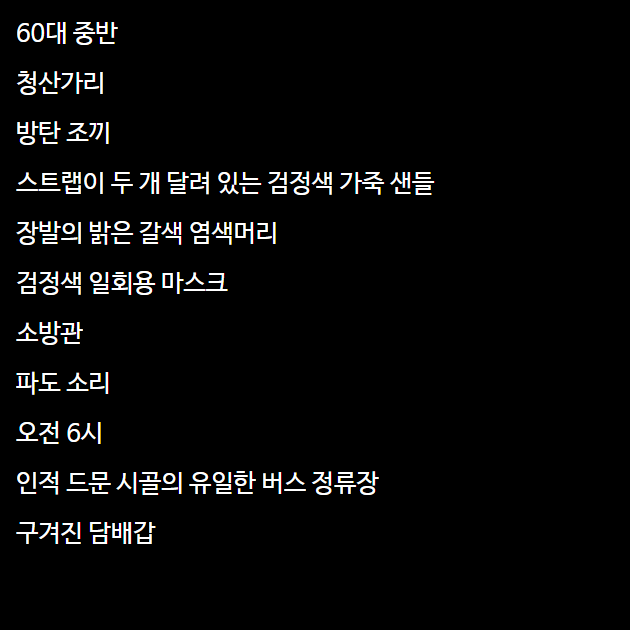 60대 중반
청산가리
방탄 조끼
스트랩이 두 개 달려 있는 검정색 가죽 샌들
장발의 밝은 갈색 염색머리
검정색 일회용 마스크
소방관
파도 소리
오전 6시
인적 드문 시골의 유일한 버스 정류장
구겨진 담배갑